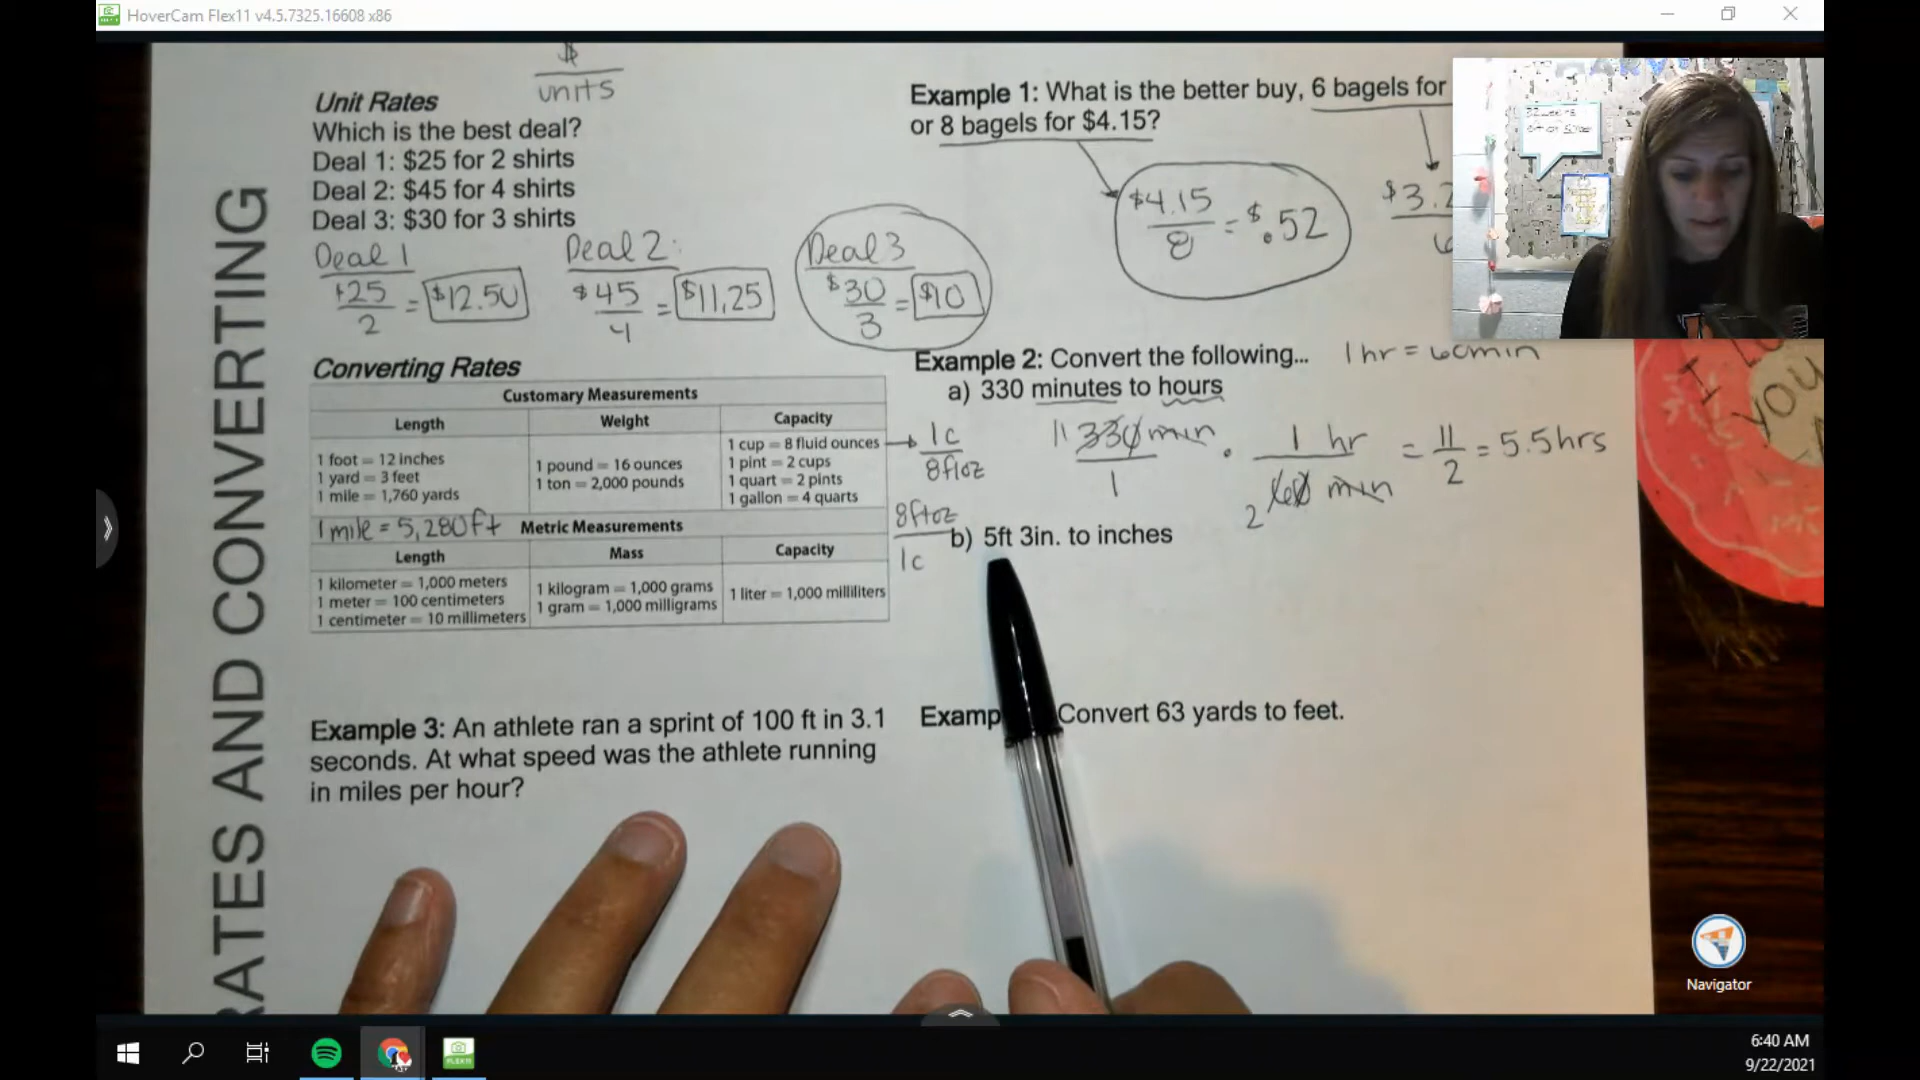 HoverCam Flex11 v4.5.7325.16608 x86
$
units
Unit Rates
Which is the best deal?
Deal 1: $25 for 2 shirts
Deal 2: $45 for 4 shirts
Deal 3: $30 for 3 shirts
Deal 1
$25
2
= $12.50
Deal 2:
$45
4
= $11.25
Deal 3
$30
3
= $10
Example 1: What is the better buy, 6 bagels for
or 8 bagels for $4.15?
$4.15
8
= $.52
$3.2
6
RATES AND CONVERTING
Converting Rates
Customary Measurements
Length
Weight
Capacity
1 foot = 12 inches
1 yard = 3 feet
1 mile = 1,760 yards
1 pound = 16 ounces
1 ton = 2,000 pounds
1 cup = 8 fluid ounces
1 pint = 2 cups
1 quart = 2 pints
1 gallon = 4 quarts
1 mile = 5,280ft
Metric Measurements
Length
Mass
Capacity
1 kilometer = 1,000 meters
1 meter = 100 centimeters
1 centimeter = 10 millimeters
1 kilogram = 1,000 grams
1 gram = 1,000 milligrams
1 liter = 1,000 milliliters
1c
8floz
8floz
1c
Example 2: Convert the following...
1hr = 60min
a) 330 minutes to hours
11 330 min
1
· 1 hr
2 60 min
= 11
2
= 5.5hrs
b) 5ft 3in. to inches
Example 3: An athlete ran a sprint of 100 ft in 3.1
seconds. At what speed was the athlete running
in miles per hour?
Examp
Convert 63 yards to feet.
I
YOU
Navigator
FLEX11
6:40 AM
9/22/2021